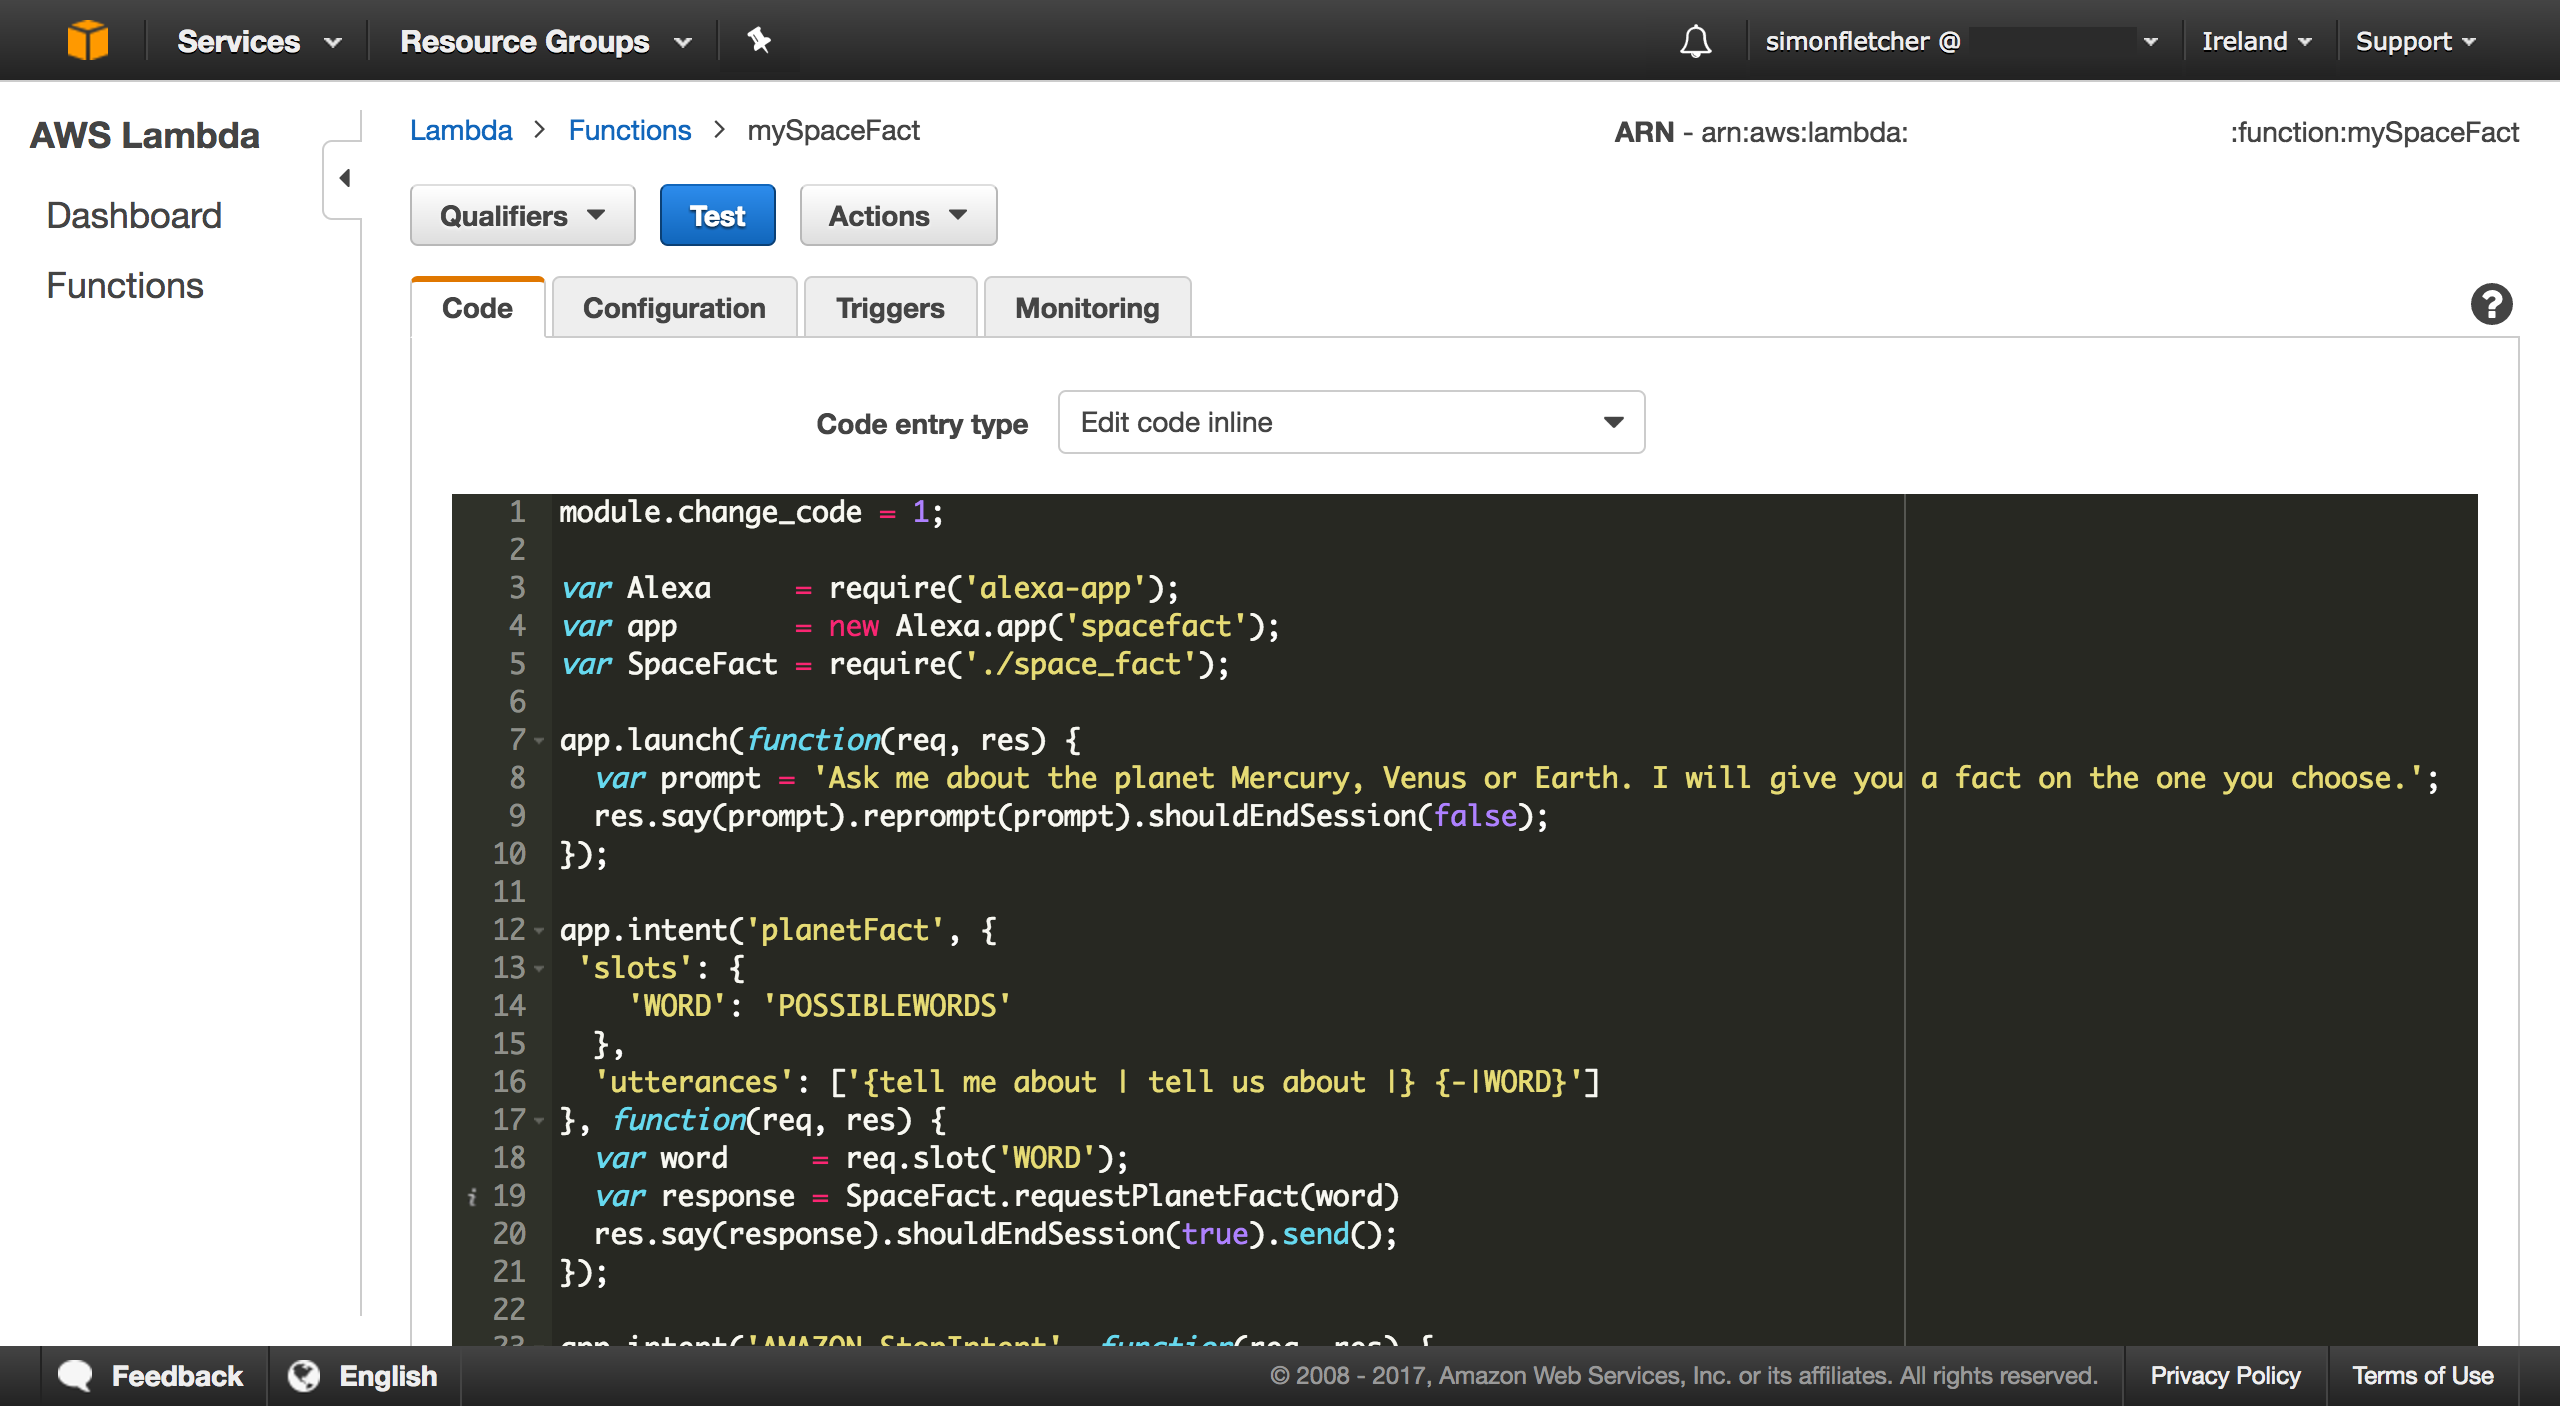 Services
Resource Groups
simonfletcher @
Ireland
Support
AWS Lambda
Dashboard
Functions
Lambda > Functions > mySpaceFact
ARN - arn:aws:lambda: :function:mySpaceFact
Qualifiers
Test
Actions
Code
Configuration
Triggers
Monitoring
?
Code entry type
Edit code inline
1 module.change_code = 1;
2
3 var Alexa     = require('alexa-app');
4 var app       = new Alexa.app('spacefact');
5 var SpaceFact = require('./space_fact');
6
7 app.launch(function(req, res) {
8   var prompt = 'Ask me about the planet Mercury, Venus or Earth. I will give you a fact on the one you choose.';
9   res.say(prompt).reprompt(prompt).shouldEndSession(false);
10 });
11
12 app.intent('planetFact', {
13  'slots': {
14     'WORD': 'POSSIBLEWORDS'
15   },
16   'utterances': ['{tell me about | tell us about |} {-|WORD}']
17 }, function(req, res) {
18   var word     = req.slot('WORD');
i 19   var response = SpaceFact.requestPlanetFact(word)
20   res.say(response).shouldEndSession(true).send();
21 });
22
23 app.intent('AMAZON.StopIntent', function(req, res) {
Feedback
English
© 2008 - 2017, Amazon Web Services, Inc. or its affiliates. All rights reserved.
Privacy Policy
Terms of Use